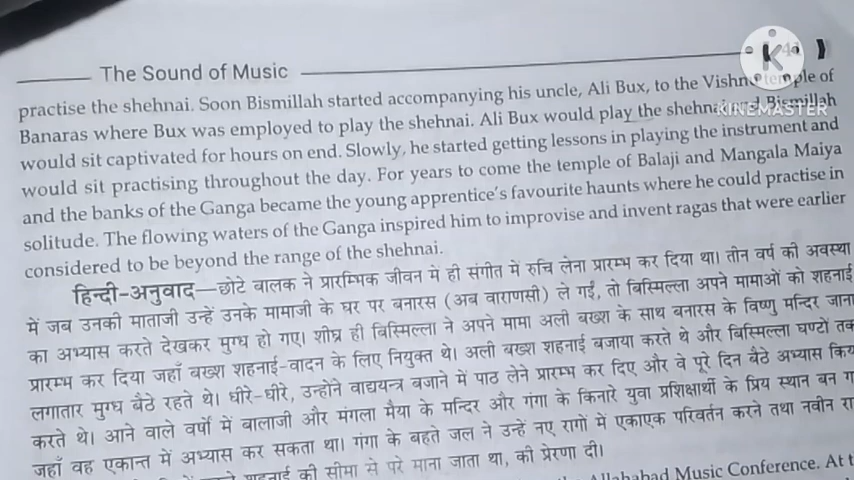 The Sound of Music
practise the shehnai. Soon Bismillah started accompanying his uncle, Ali Bux, to the Vishnu temple of
Banaras where Bux was employed to play the shehnai. Ali Bux would play the shehnai and Bismillah
would sit captivated for hours on end. Slowly, he started getting lessons in playing the instrument and
would sit practising throughout the day. For years to come the temple of Balaji and Mangala Maiya
and the banks of the Ganga became the young apprentice's favourite haunts where he could practise in
solitude. The flowing waters of the Ganga inspired him to improvise and invent ragas that were earlier
considered to be beyond the range of the shehnai.
हिन्दी-अनुवाद—छोटे बालक ने प्रारम्भिक जीवन में ही संगीत में रुचि लेना प्रारम्भ कर दिया था। तीन वर्ष की अवस्था
में जब उनकी माताजी उन्हें उनके मामाजी के घर पर बनारस (अब वाराणसी) ले गईं, तो बिस्मिल्ला अपने मामाओं को शहनाई
का अभ्यास करते देखकर मुग्ध हो गए। शीघ्र ही बिस्मिल्ला ने अपने मामा अली बख्श के साथ बनारस के विष्णु मन्दिर जाना
प्रारम्भ कर दिया जहाँ बख्श शहनाई-वादन के लिए नियुक्त थे। अली बख्श शहनाई बजाया करते थे और बिस्मिल्ला घण्टों तक
लगातार मुग्ध बैठे रहते थे। धीरे-धीरे, उन्होंने वाद्ययन्त्र बजाने में पाठ लेने प्रारम्भ कर दिए और वे पूरे दिन बैठे अभ्यास
करते थे। आने वाले वर्षों में बालाजी और मंगला मैया के मन्दिर और गंगा के किनारे युवा प्रशिक्षार्थी के प्रिय स्थान बन
जहाँ वह एकान्त में अभ्यास कर सकता था। गंगा के बहते जल ने उन्हें नए रागों में एकाएक परिवर्तन करने तथा नवीन
शहनाई की सीमा से परे माना जाता था, की प्रेरणा दी।
Allahabad Music Conference. At
KINEMASTER